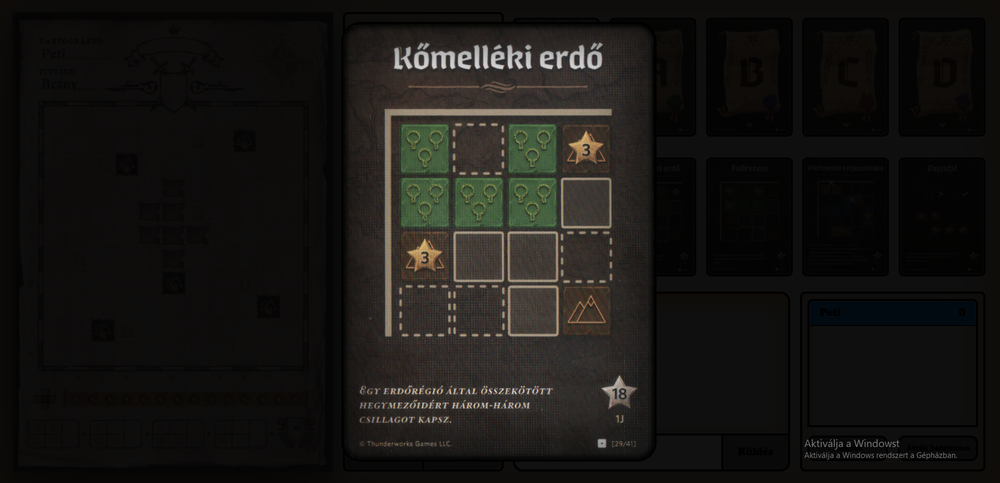 Kartográfus:
Peti
Titulus:
Arany
Kőmelléki erdő
3
3
Egy erdőrégió által összekötött
hegymezőidért három-három
csillagot kapsz.
18
1J
© Thunderworks Games LLC.
[29/41]
A
B
C
D
ti erdő
Faőrszem
Partmenti terjeszkedés
Pajzsfal
Peti
0
Küldés
Játék befejezése
Aktiválja a Windowst
Aktiválja a Windows rendszert a Gépházban.